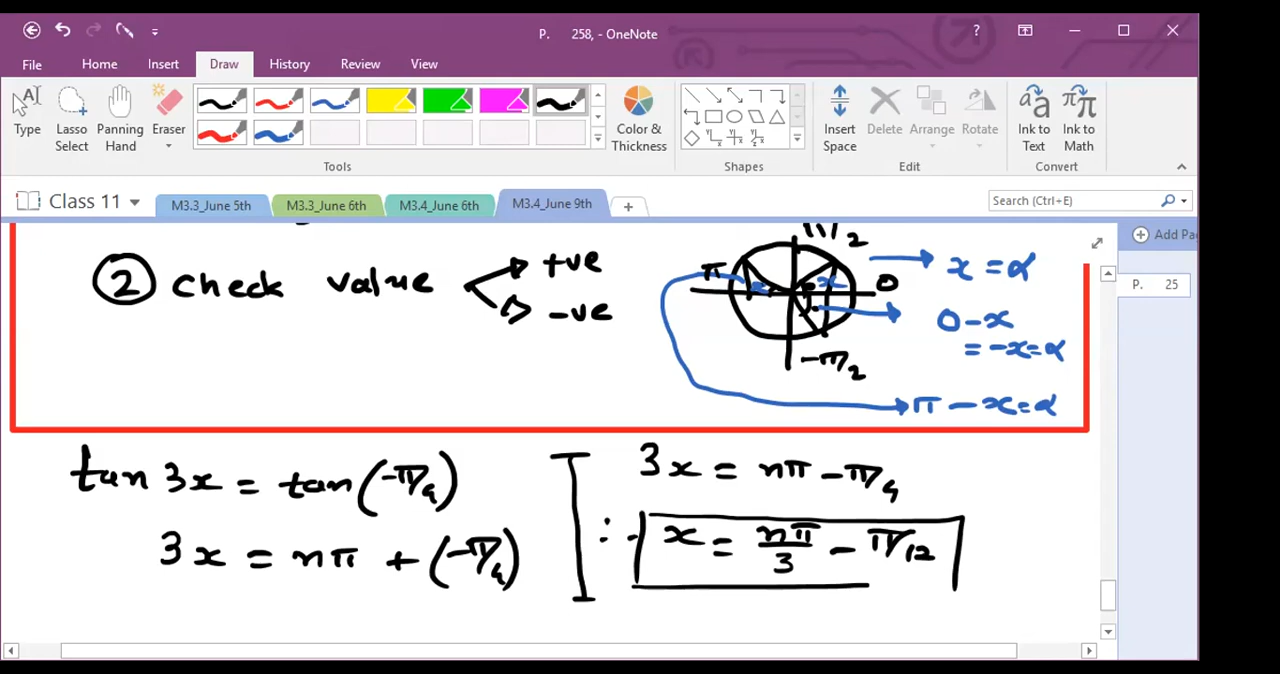 P. 258, - OneNote
?
File Home Insert Draw History Review View
Type
Lasso Select
Panning Hand
Eraser
Color & Thickness
Insert Space
Delete
Arrange
Rotate
Ink to Text
Ink to Math
Tools
Shapes
Edit
Convert
Class 11
M3.3_June 5th
M3.3_June 6th
M3.4_June 6th
M3.4_June 9th
+
Search (Ctrl+E)
Add Pa
P. 25
② Check value +ve
-ve
π/2
π
0
x
x
-π/2
x = α
0 - x
= -x = α
π - x = α
tan 3x = tan (-π/4)
3x = nπ + (-π/4)
3x = nπ - π/4
∴ x = nπ/3 - π/12